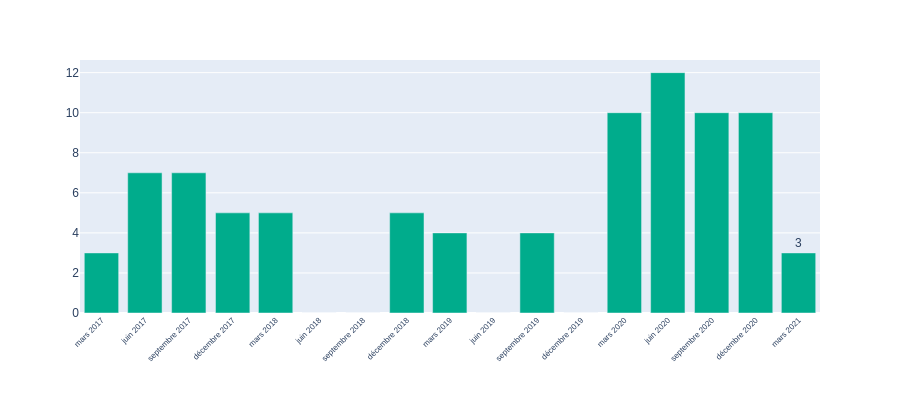 12
10
8
6
4
2
0
3
mars 2017
juin 2017
septembre 2017
décembre 2017
mars 2018
juin 2018
septembre 2018
décembre 2018
mars 2019
juin 2019
septembre 2019
décembre 2019
mars 2020
juin 2020
septembre 2020
décembre 2020
mars 2021